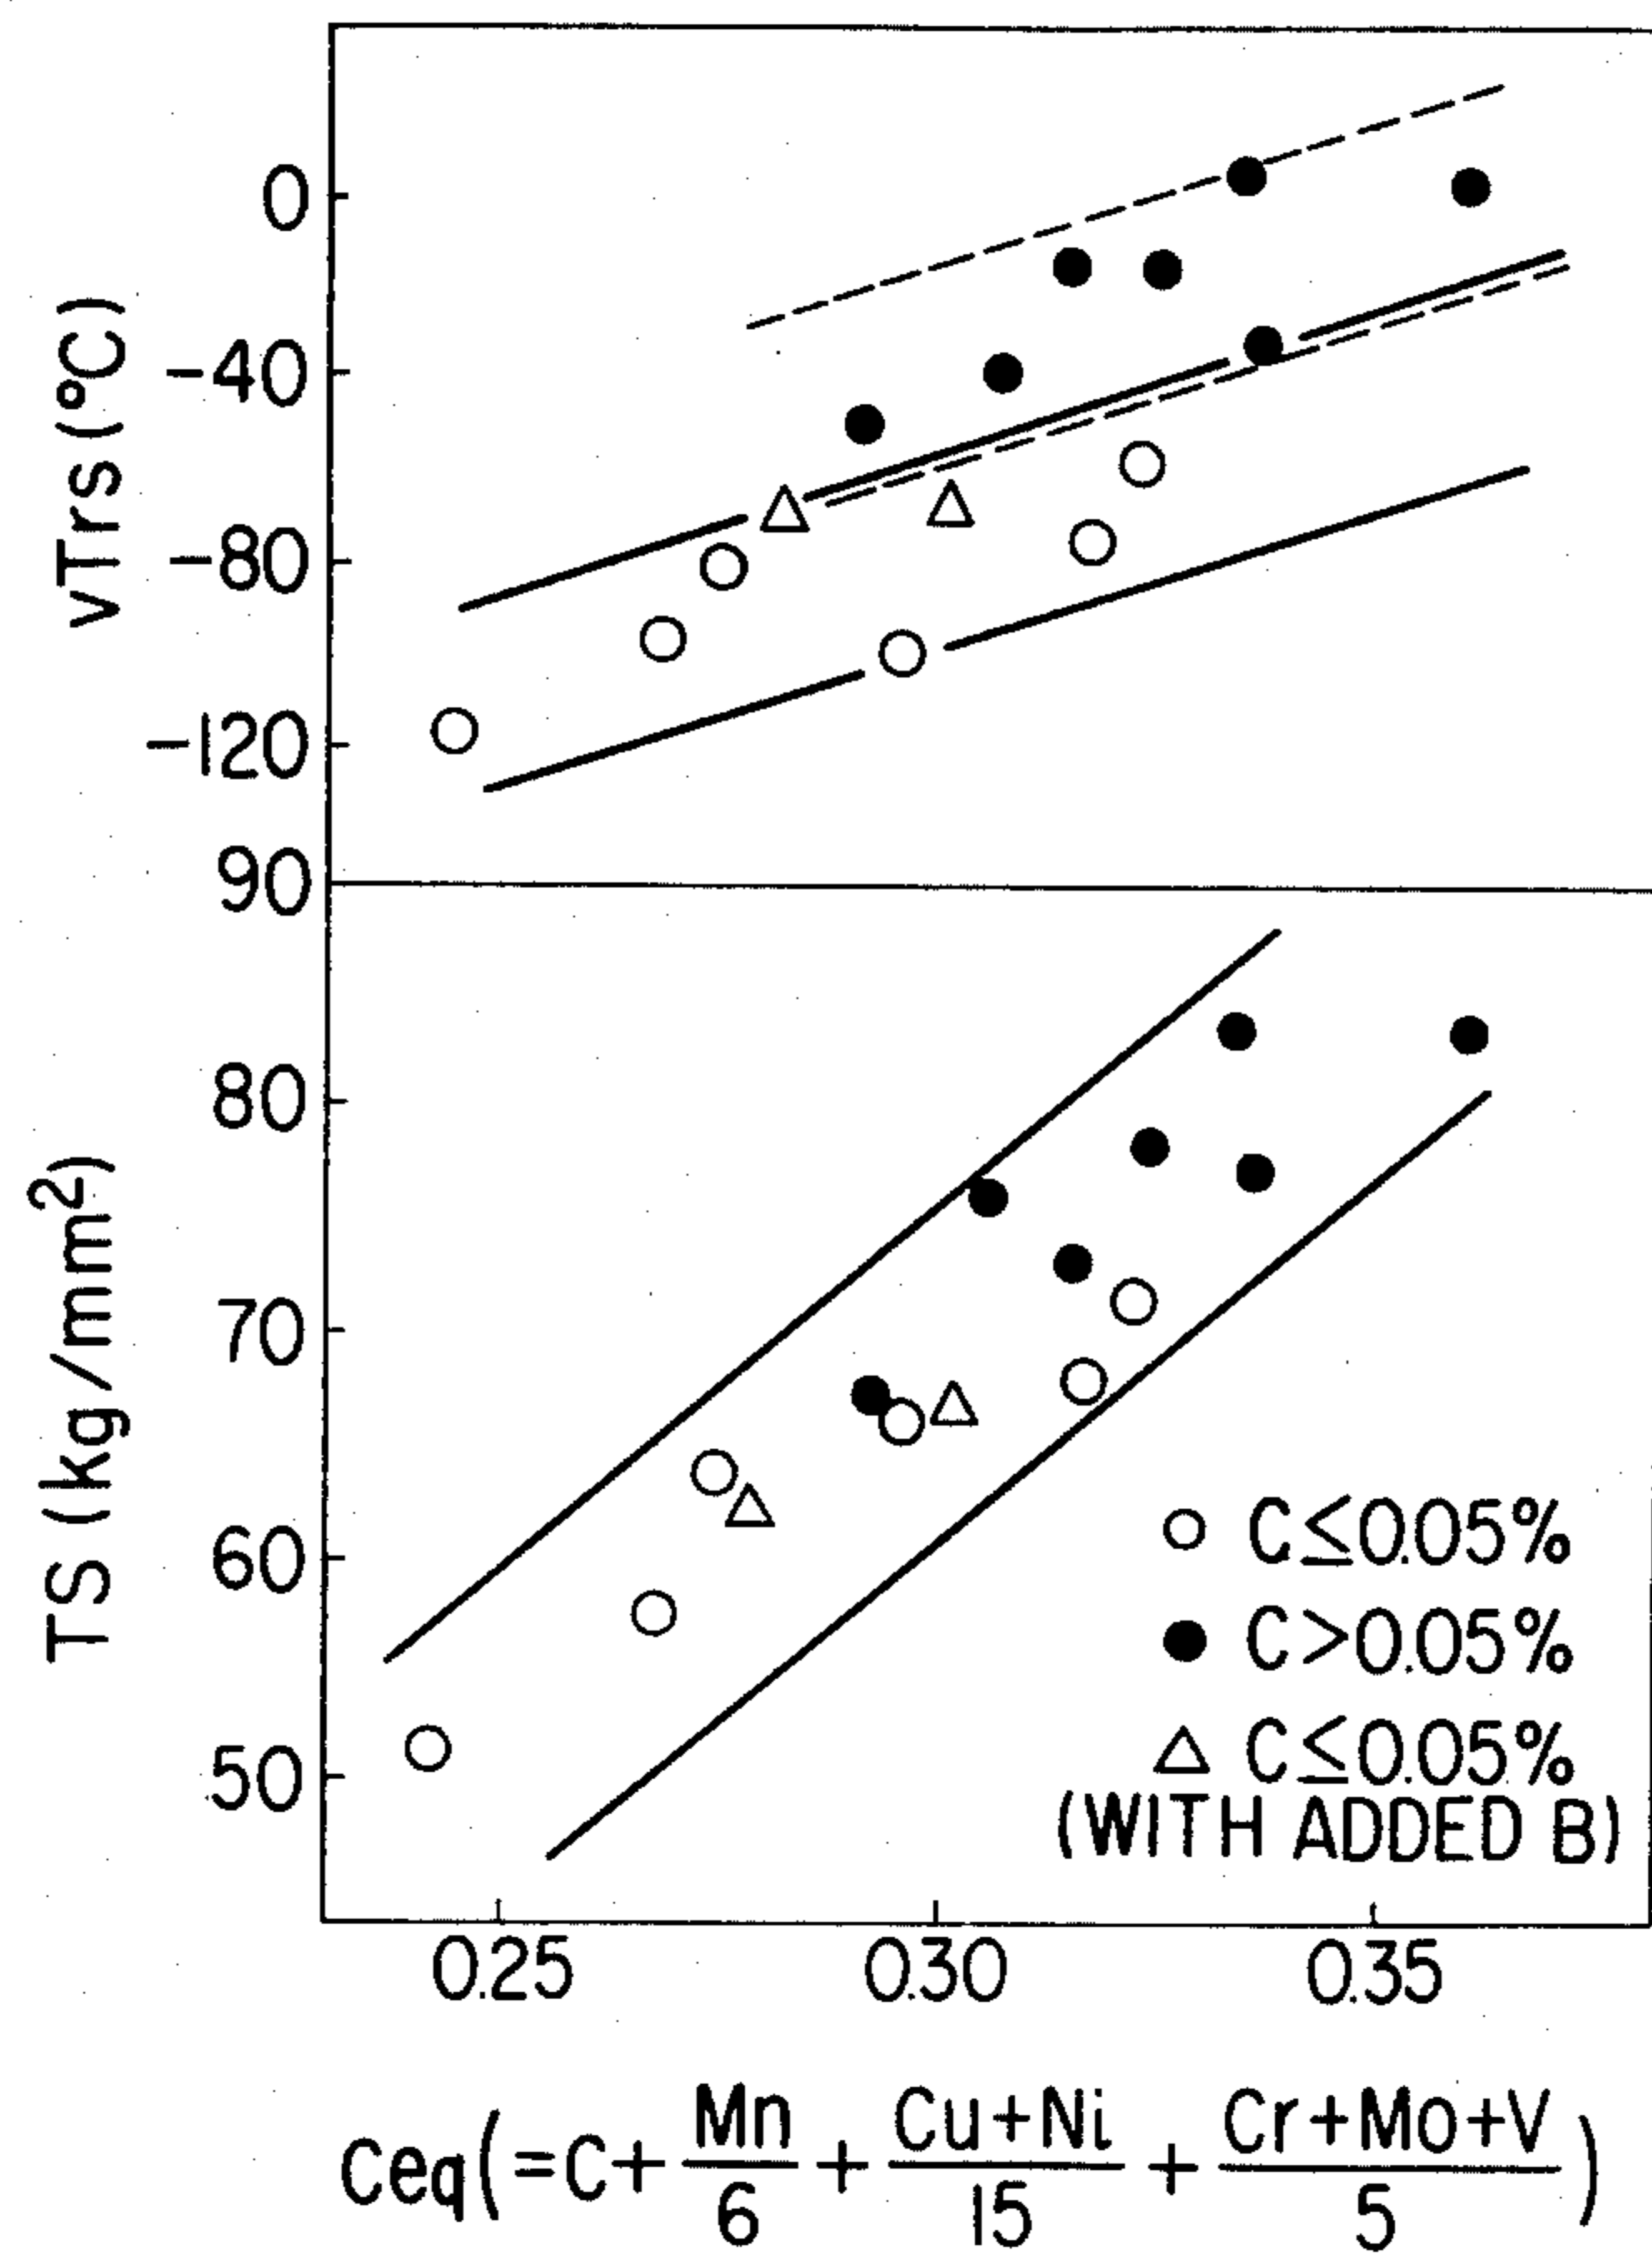 vTrs (°C)
0
-40
-80
-120
90
TS (kg/mm²)
80
70
60
50
○ C≤0.05%
● C>0.05%
△ C≤0.05%
(WITH ADDED B)
0.25 0.30 0.35
Ceq(=C+Mn/6+Cu+Ni/15+Cr+Mo+V/5)